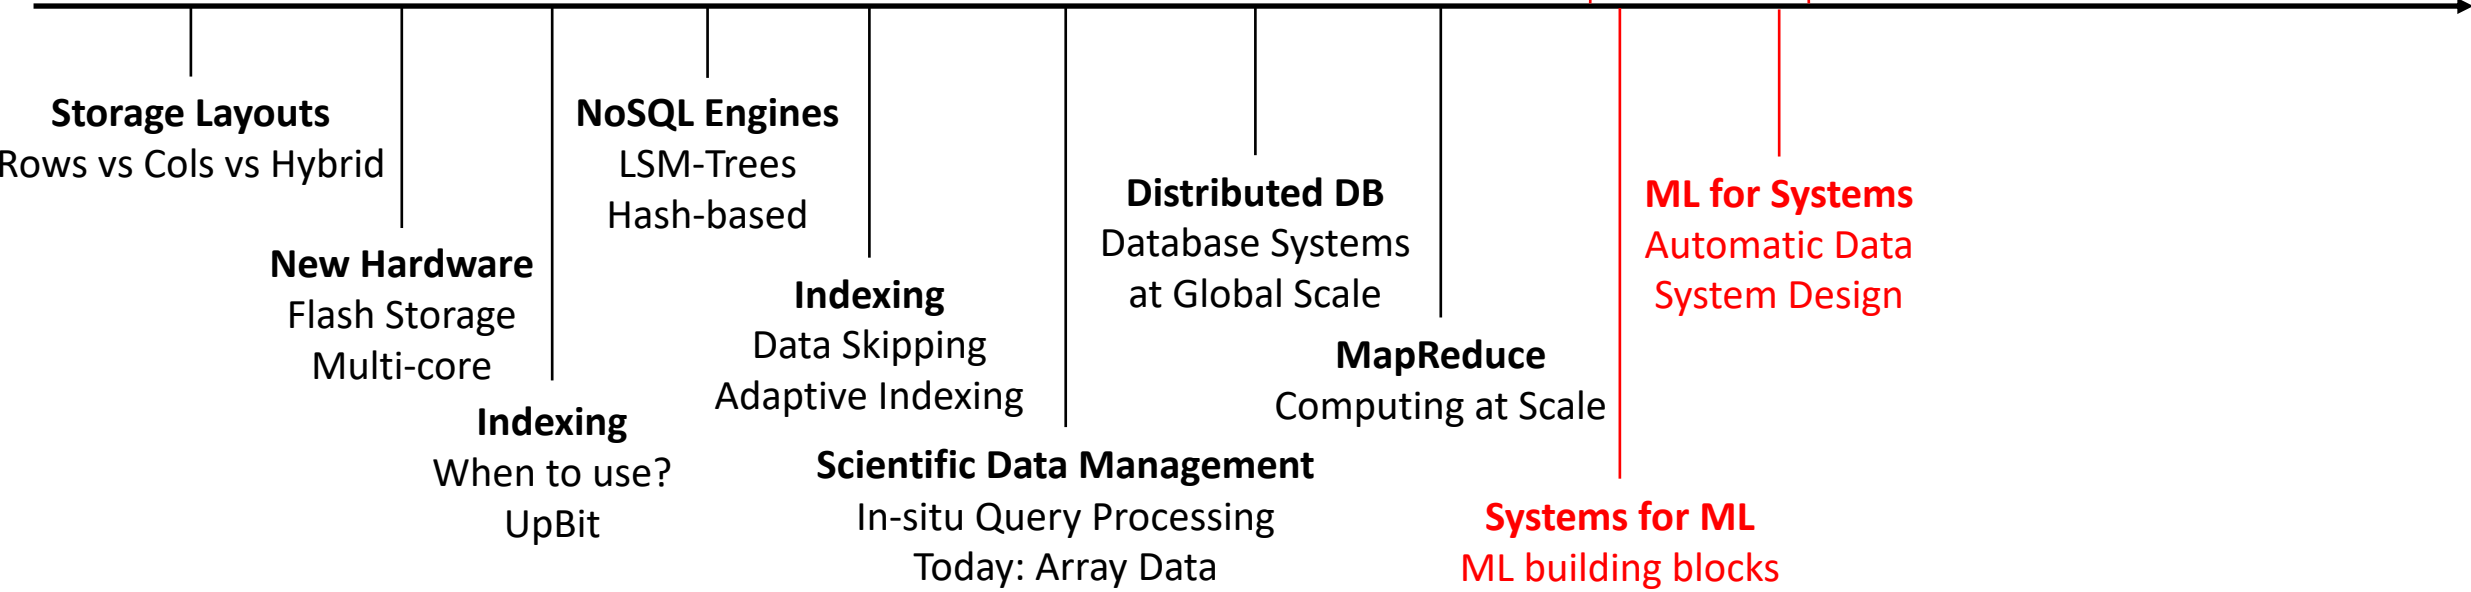 Storage Layouts
Rows vs Cols vs Hybrid
New Hardware
Flash Storage
Multi-core
Indexing
When to use?
UpBit
NoSQL Engines
LSM-Trees
Hash-based
Indexing
Data Skipping
Adaptive Indexing
Scientific Data Management
In-situ Query Processing
Today: Array Data
Distributed DB
Database Systems
at Global Scale
MapReduce
Computing at Scale
Systems for ML
ML building blocks
ML for Systems
Automatic Data
System Design